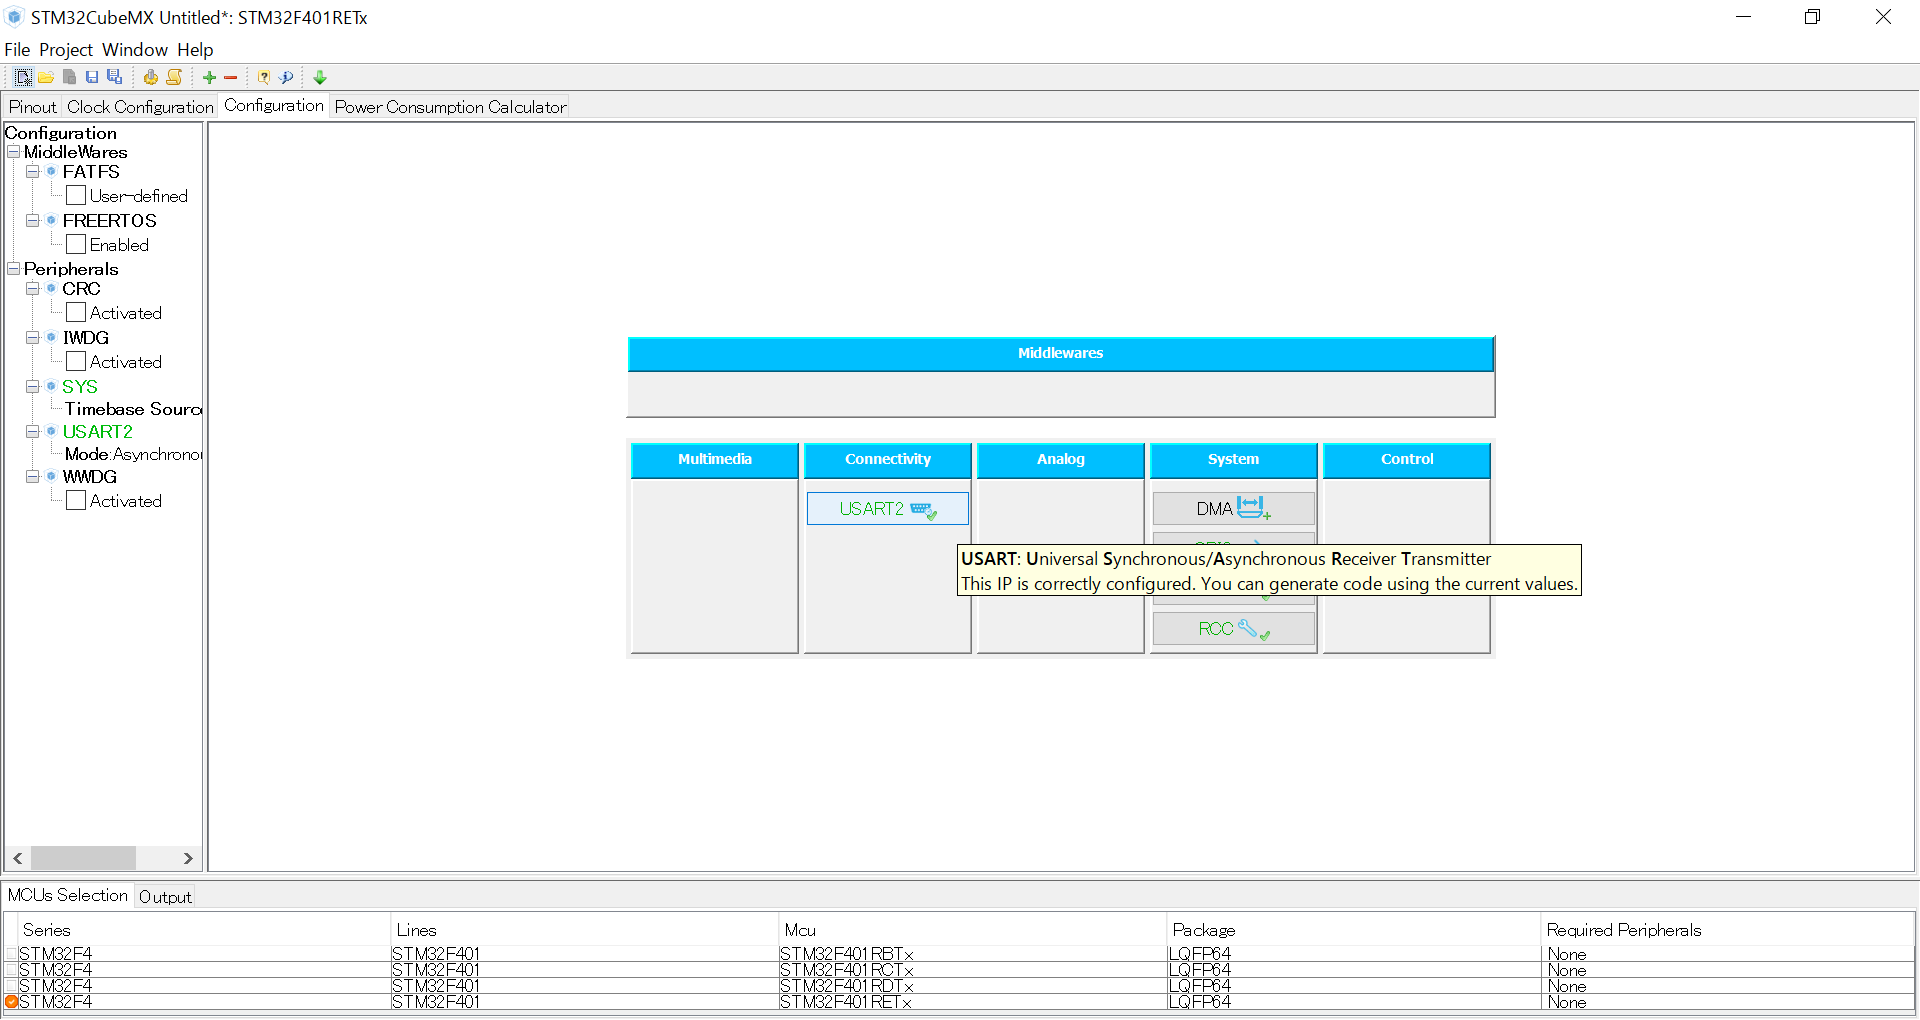 STM32CubeMX Untitled*: STM32F401RETx
File Project Window Help
Pinout Clock Configuration Configuration Power Consumption Calculator
Configuration
MiddleWares
FATFS
User-defined
FREERTOS
Enabled
Peripherals
CRC
Activated
IWDG
Activated
SYS
Timebase Sourc
USART2
Mode:Asynchrono
WWDG
Activated
Middlewares
Multimedia Connectivity Analog System Control
USART2 DMA
USART: Universal Synchronous/Asynchronous Receiver Transmitter
This IP is correctly configured. You can generate code using the current values.
RCC
MCUs Selection Output
Series Lines Mcu Package Required Peripherals
STM32F4 STM32F401 STM32F401RBTx LQFP64 None
STM32F4 STM32F401 STM32F401RCTx LQFP64 None
STM32F4 STM32F401 STM32F401RDTx LQFP64 None
STM32F4 STM32F401 STM32F401RETx LQFP64 None